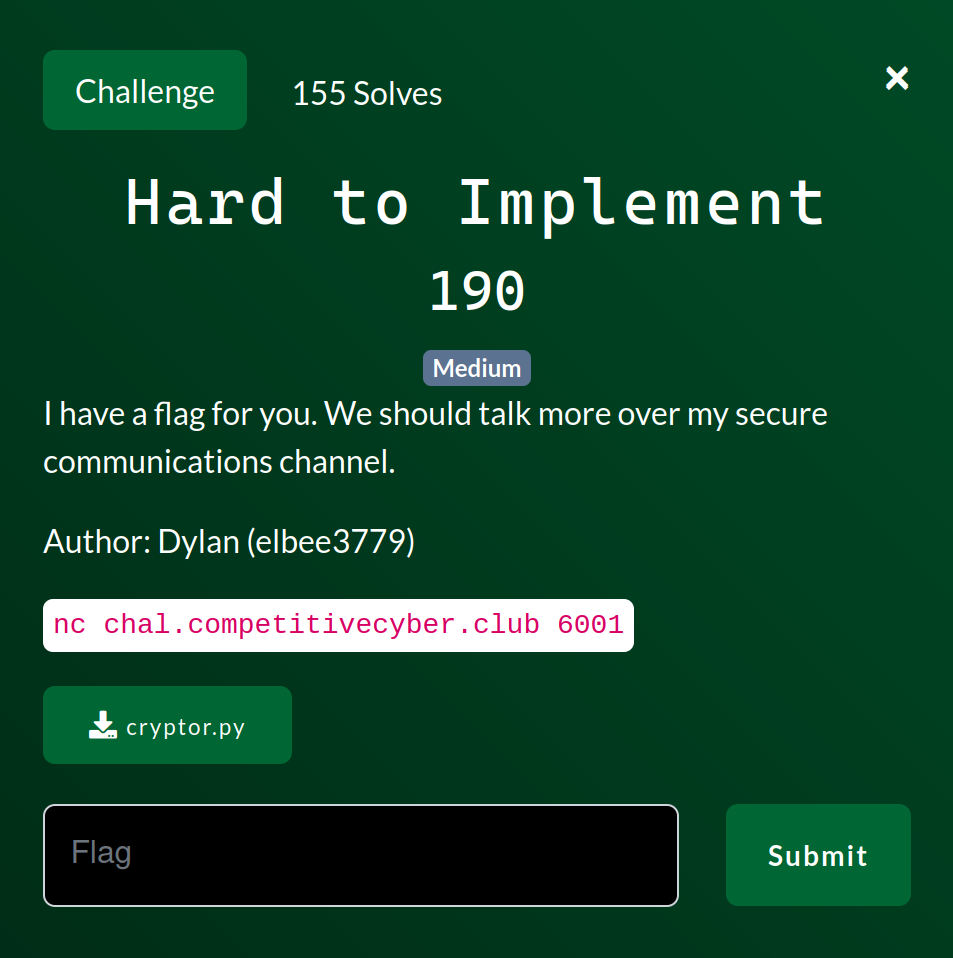 Challenge
155 Solves
×
Hard to Implement
190
Medium
I have a flag for you. We should talk more over my secure
communications channel.
Author: Dylan (elbee3779)
nc chal.competitivecyber.club 6001
cryptor.py
Flag
Submit